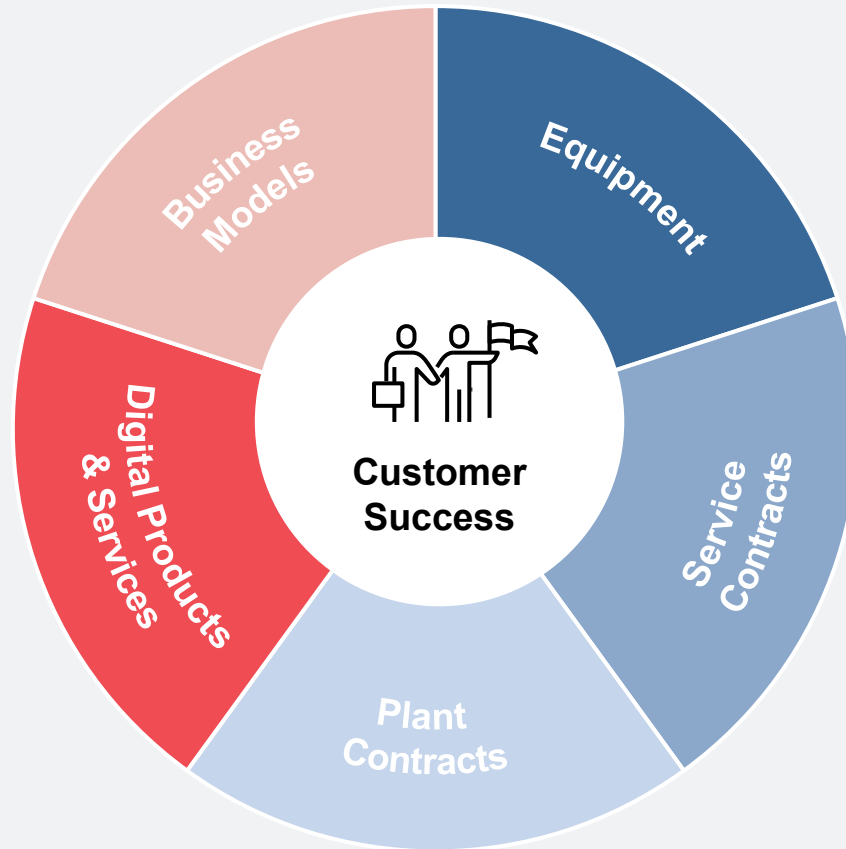 Business
Models
Equipment
Customer
Success
Digital Products
& Services
Service
Contracts
Plant
Contracts